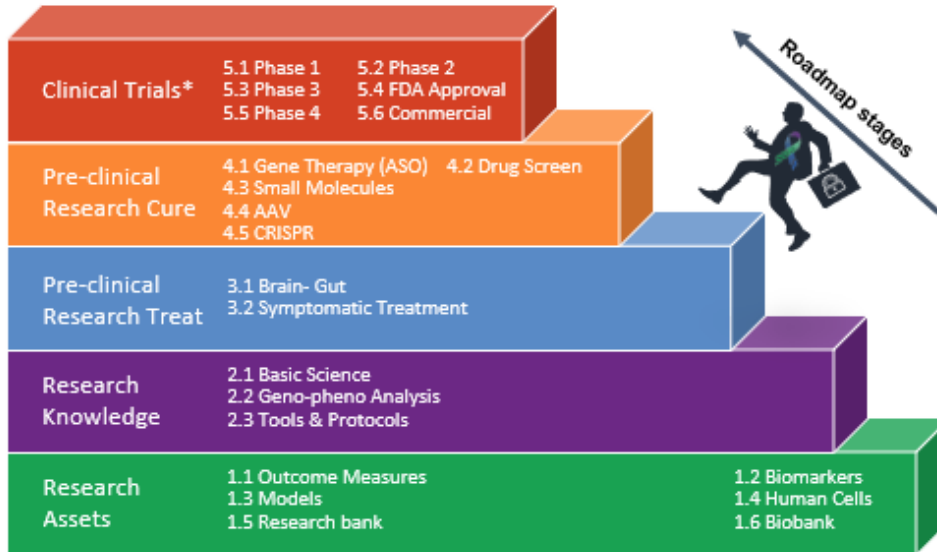 Roadmap stages
Clinical Trials*
5.1 Phase 1 5.2 Phase 2
5.3 Phase 3 5.4 FDA Approval
5.5 Phase 4 5.6 Commercial
Pre-clinical
Research Cure
4.1 Gene Therapy (ASO) 4.2 Drug Screen
4.3 Small Molecules
4.4 AAV
4.5 CRISPR
Pre-clinical
Research Treat
3.1 Brain- Gut
3.2 Symptomatic Treatment
Research
Knowledge
2.1 Basic Science
2.2 Geno-pheno Analysis
2.3 Tools & Protocols
Research
Assets
1.1 Outcome Measures 1.2 Biomarkers
1.3 Models 1.4 Human Cells
1.5 Research bank 1.6 Biobank